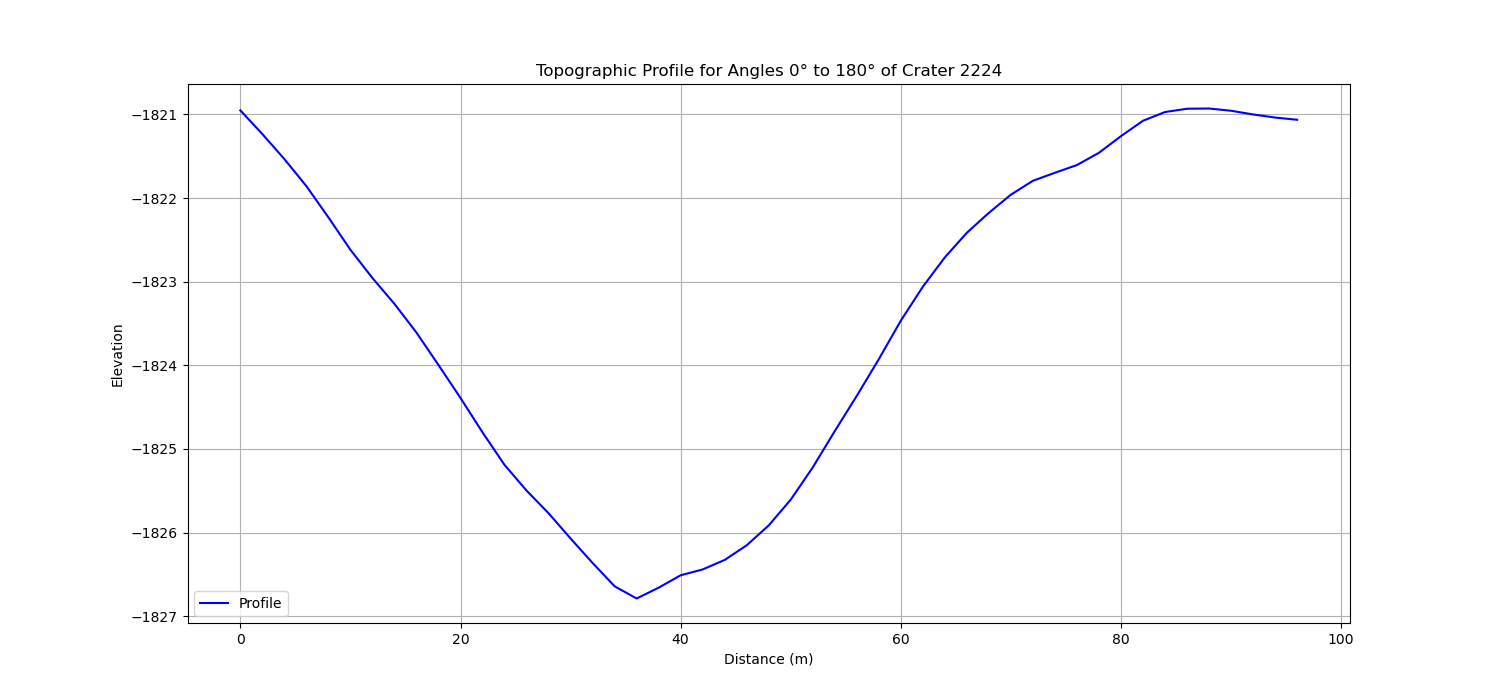 Topographic Profile for Angles 0° to 180° of Crater 2224
−1821
−1822
−1823
−1824
−1825
−1826
−1827
Elevation
Profile
0 20 40 60 80 100
Distance (m)